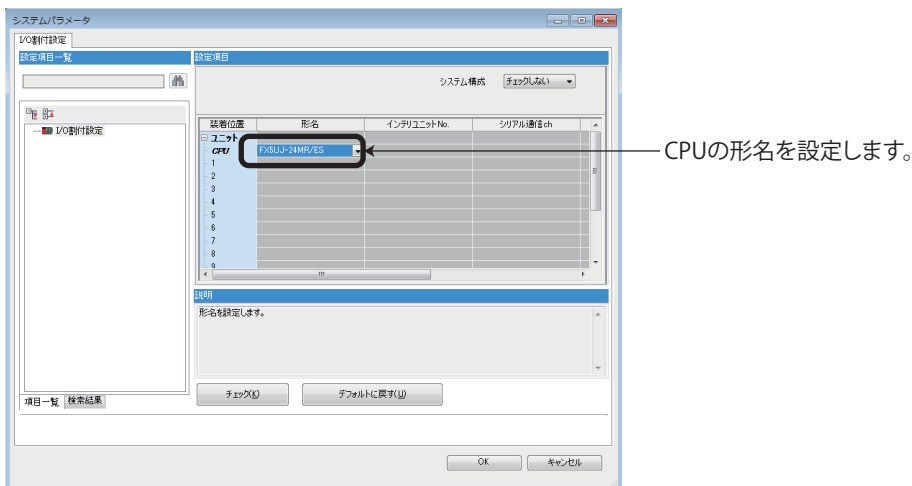 システムパラメータ
I/O割付設定
設定項目一覧
設定項目
システム構成 チェックしない
I/O割付設定
装着位置 形名 インテリユニットNo. シリアル通信ch
ユニット
CPU FX5UJ-24MR/ES
1
2
3
4
5
6
7
8
9
CPUの形名を設定します。
説明
形名を設定します。
チェック(K) デフォルトに戻す(U)
項目一覧 検索結果
OK キャンセル